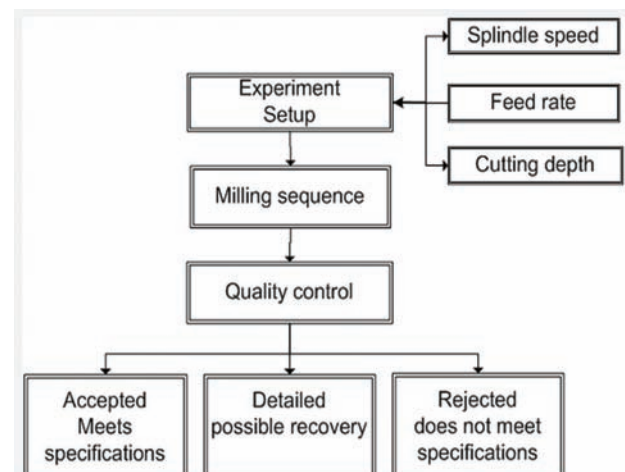 Splindle speed
Experiment
Setup
Feed rate
Cutting depth
Milling sequence
Quality control
Accepted
Meets
specifications
Detailed
possible recovery
Rejected
does not meet
specifications